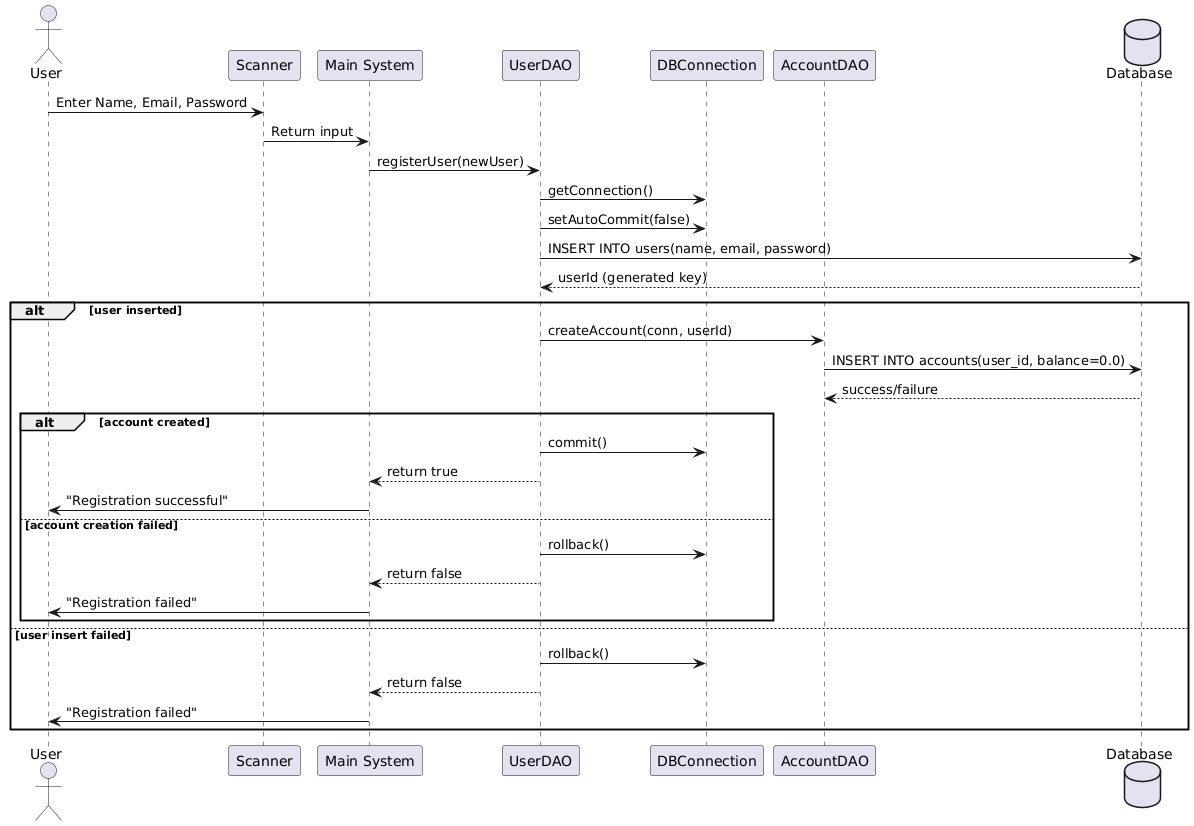 User
Scanner
Main System
UserDAO
DBConnection
AccountDAO
Database
Enter Name, Email, Password
Return input
registerUser(newUser)
getConnection()
setAutoCommit(false)
INSERT INTO users(name, email, password)
userId (generated key)
alt
[user inserted]
createAccount(conn, userId)
INSERT INTO accounts(user_id, balance=0.0)
success/failure
alt
[account created]
commit()
return true
"Registration successful"
[account creation failed]
rollback()
return false
"Registration failed"
[user insert failed]
rollback()
return false
"Registration failed"
User
Scanner
Main System
UserDAO
DBConnection
AccountDAO
Database